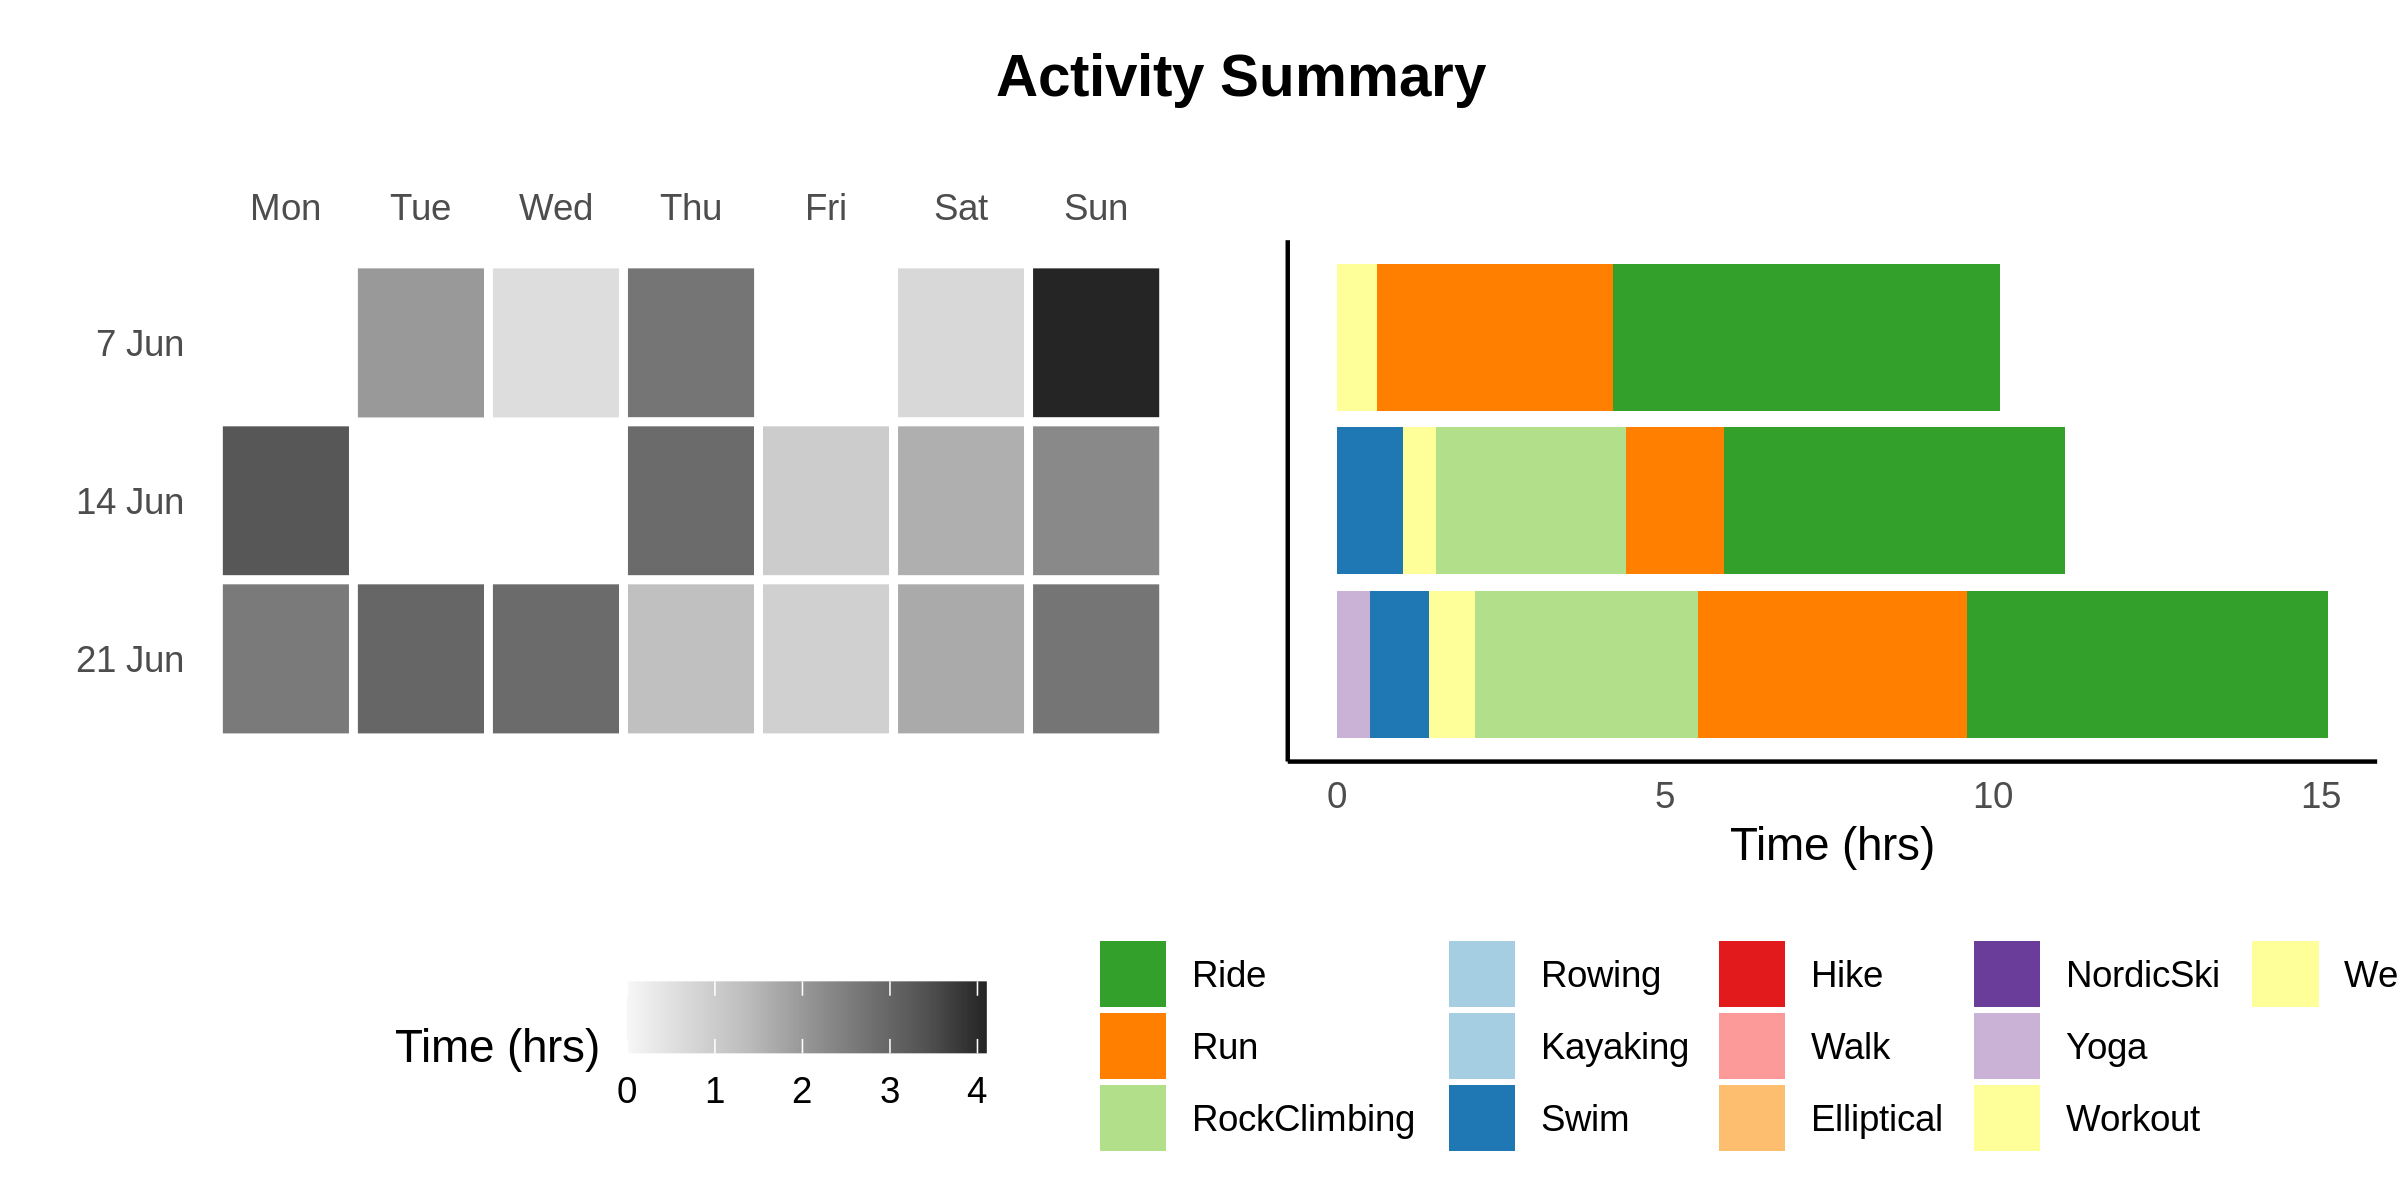 Activity Summary
Mon Tue Wed Thu Fri Sat Sun
7 Jun
14 Jun
21 Jun
0 5 10 15
Time (hrs)
Time (hrs)
0 1 2 3 4
Ride Rowing Hike NordicSki We
Run Kayaking Walk Yoga
RockClimbing Swim Elliptical Workout